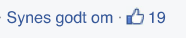 · Synes godt om · 19